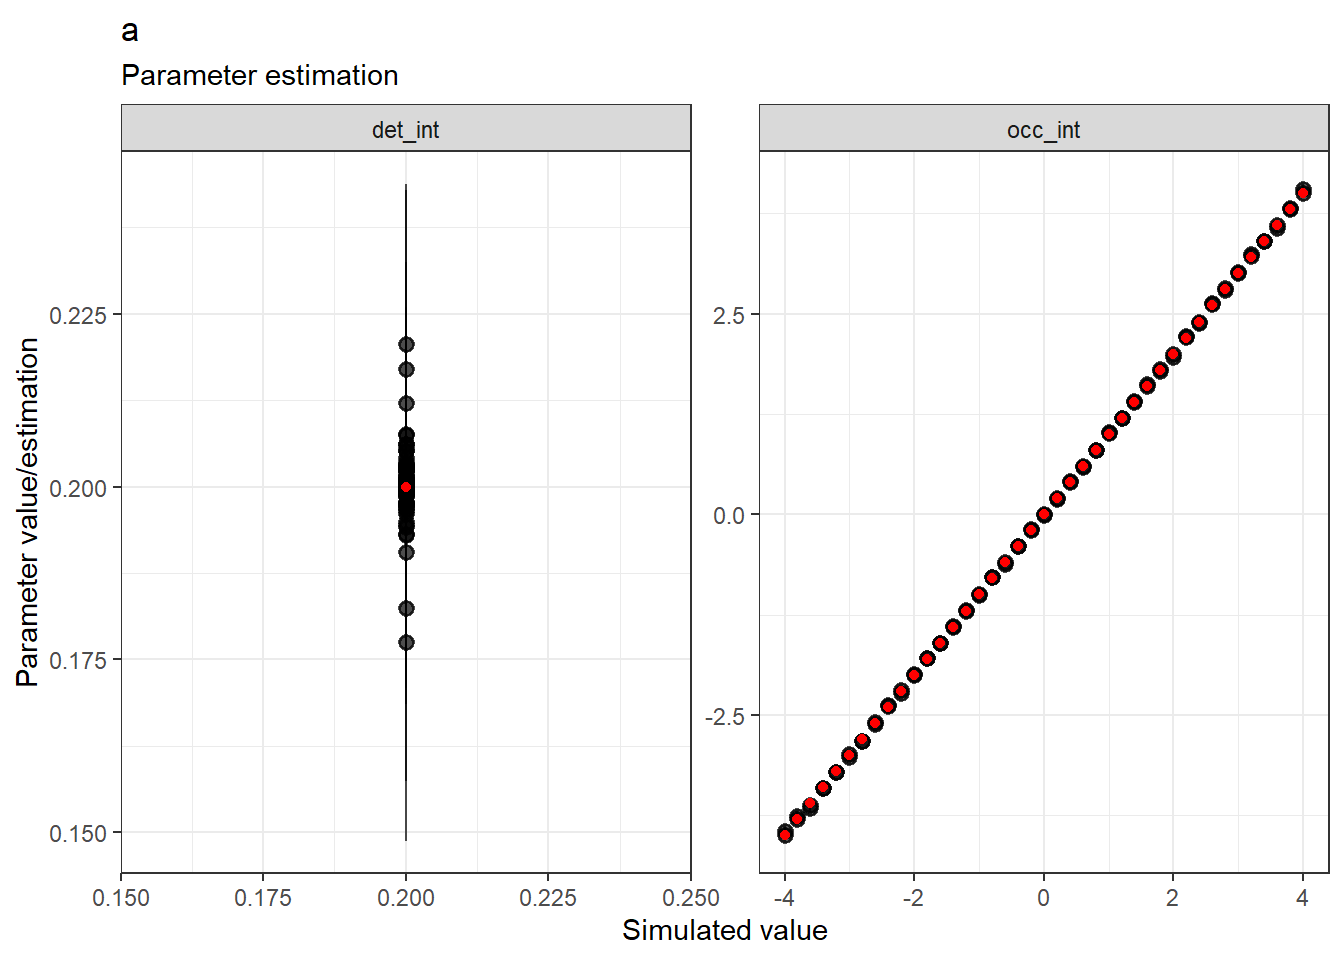 a
Parameter estimation
det_int
occ_int
Parameter value/estimation
0.225
0.200
0.175
0.150
2.5
0.0
-2.5
0.150 0.175 0.200 0.225 0.250
-4 -2 0 2 4
Simulated value